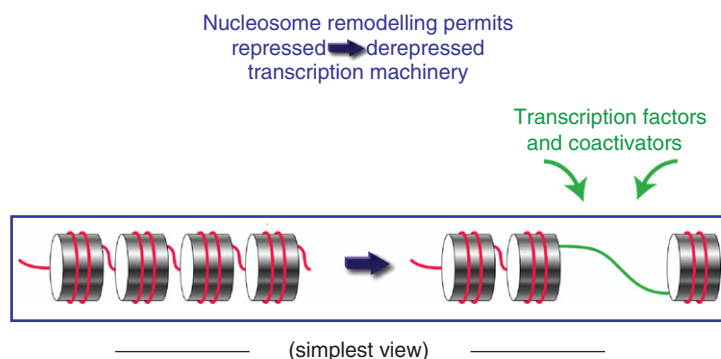 Nucleosome remodelling permits
repressed derepressed
transcription machinery
Transcription factors
and coactivators
(simplest view)